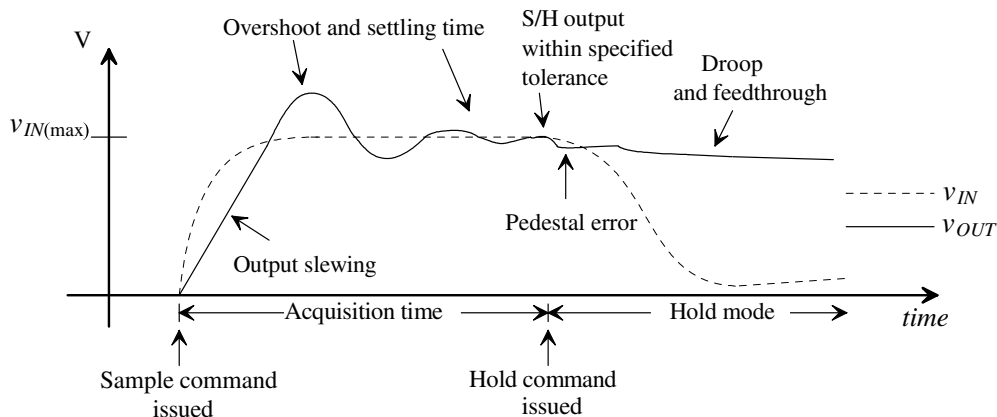 Overshoot and settling time
S/H output
within specified
tolerance
V
Droop
and feedthrough
vIN(max)
Pedestal error
vIN
vOUT
Output slewing
Acquisition time
Hold mode
time
Sample command
issued
Hold command
issued